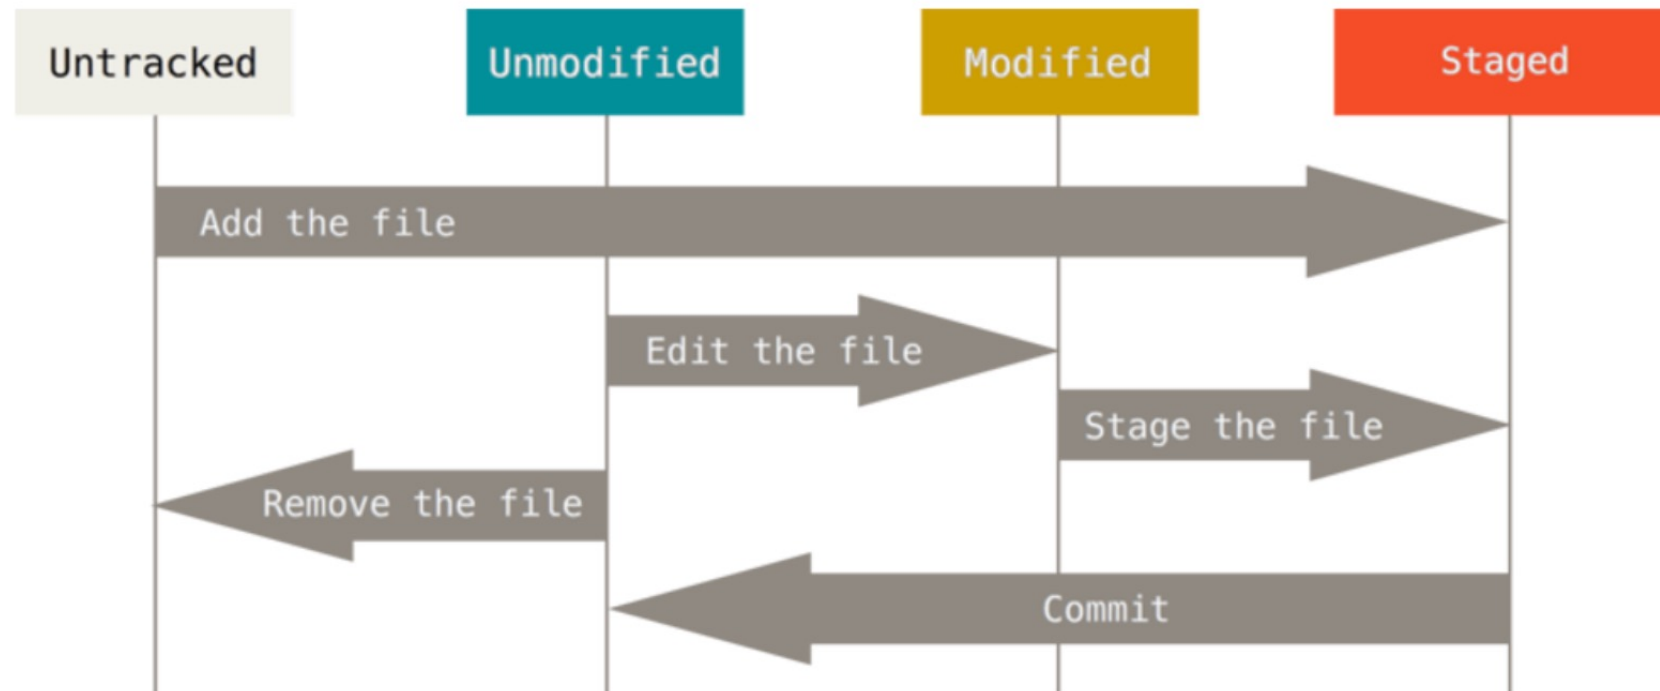 Untracked
Unmodified
Modified
Staged
Add the file
Edit the file
Stage the file
Remove the file
Commit